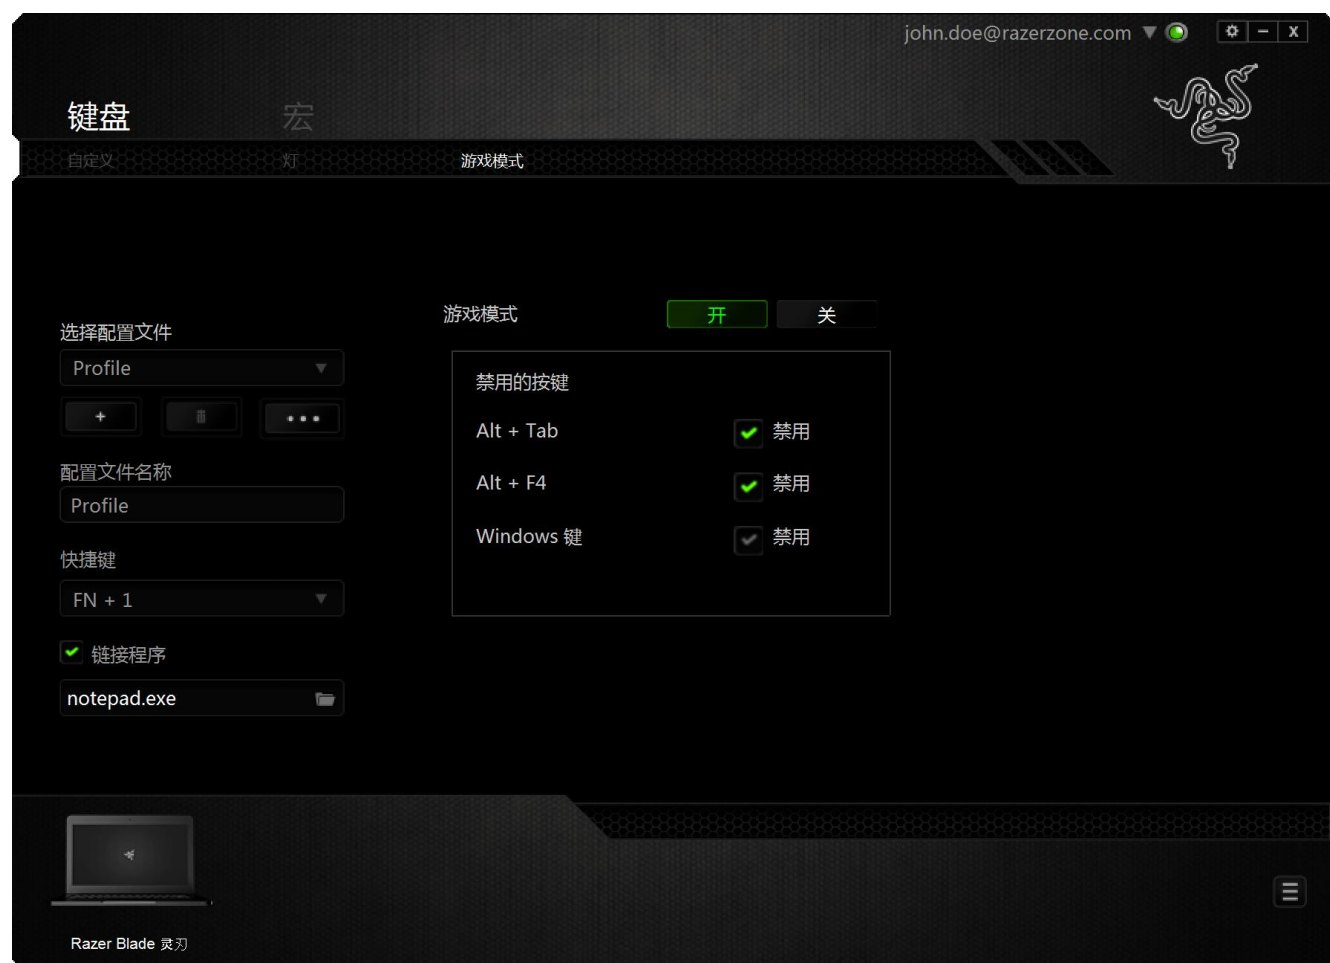 john.doe@razerzone.com
键盘 宏
自定义 灯 游戏模式
游戏模式 开 关
选择配置文件
Profile
配置文件名称
Profile
快捷键
FN + 1
链接程序
notepad.exe
禁用的按键
Alt + Tab 禁用
Alt + F4 禁用
Windows 键 禁用
Razer Blade 灵刃